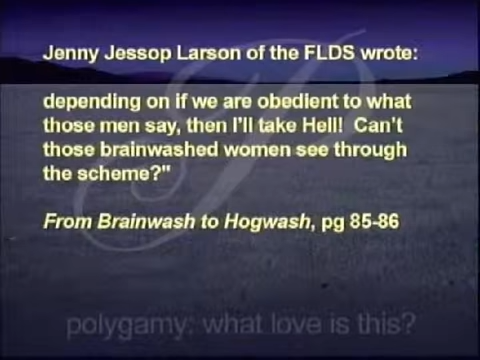 Jenny Jessop Larson of the FLDS wrote:
depending on if we are obedient to what
those men say, then I'll take Hell! Can't
those brainwashed women see through
the scheme?"
From Brainwash to Hogwash, pg 85-86
polygamy: what love is this?